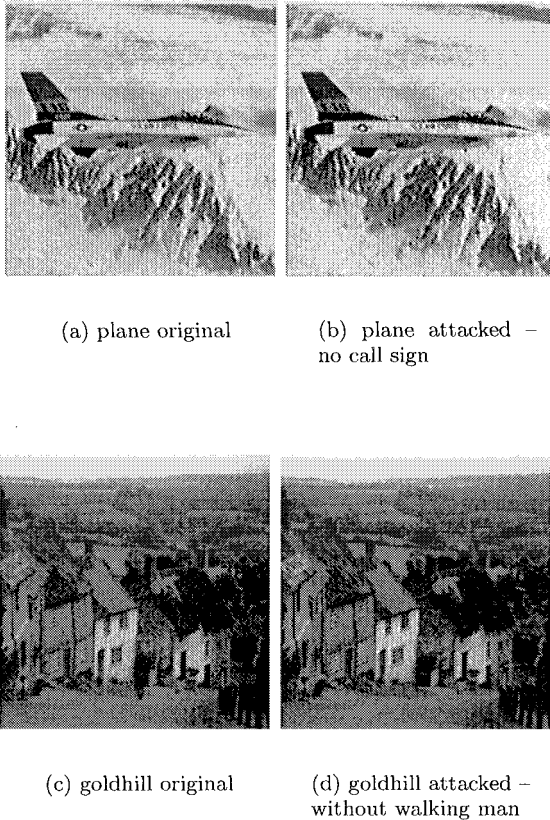 (a) plane original
(b) plane attacked –
no call sign
(c) goldhill original
(d) goldhill attacked –
without walking man